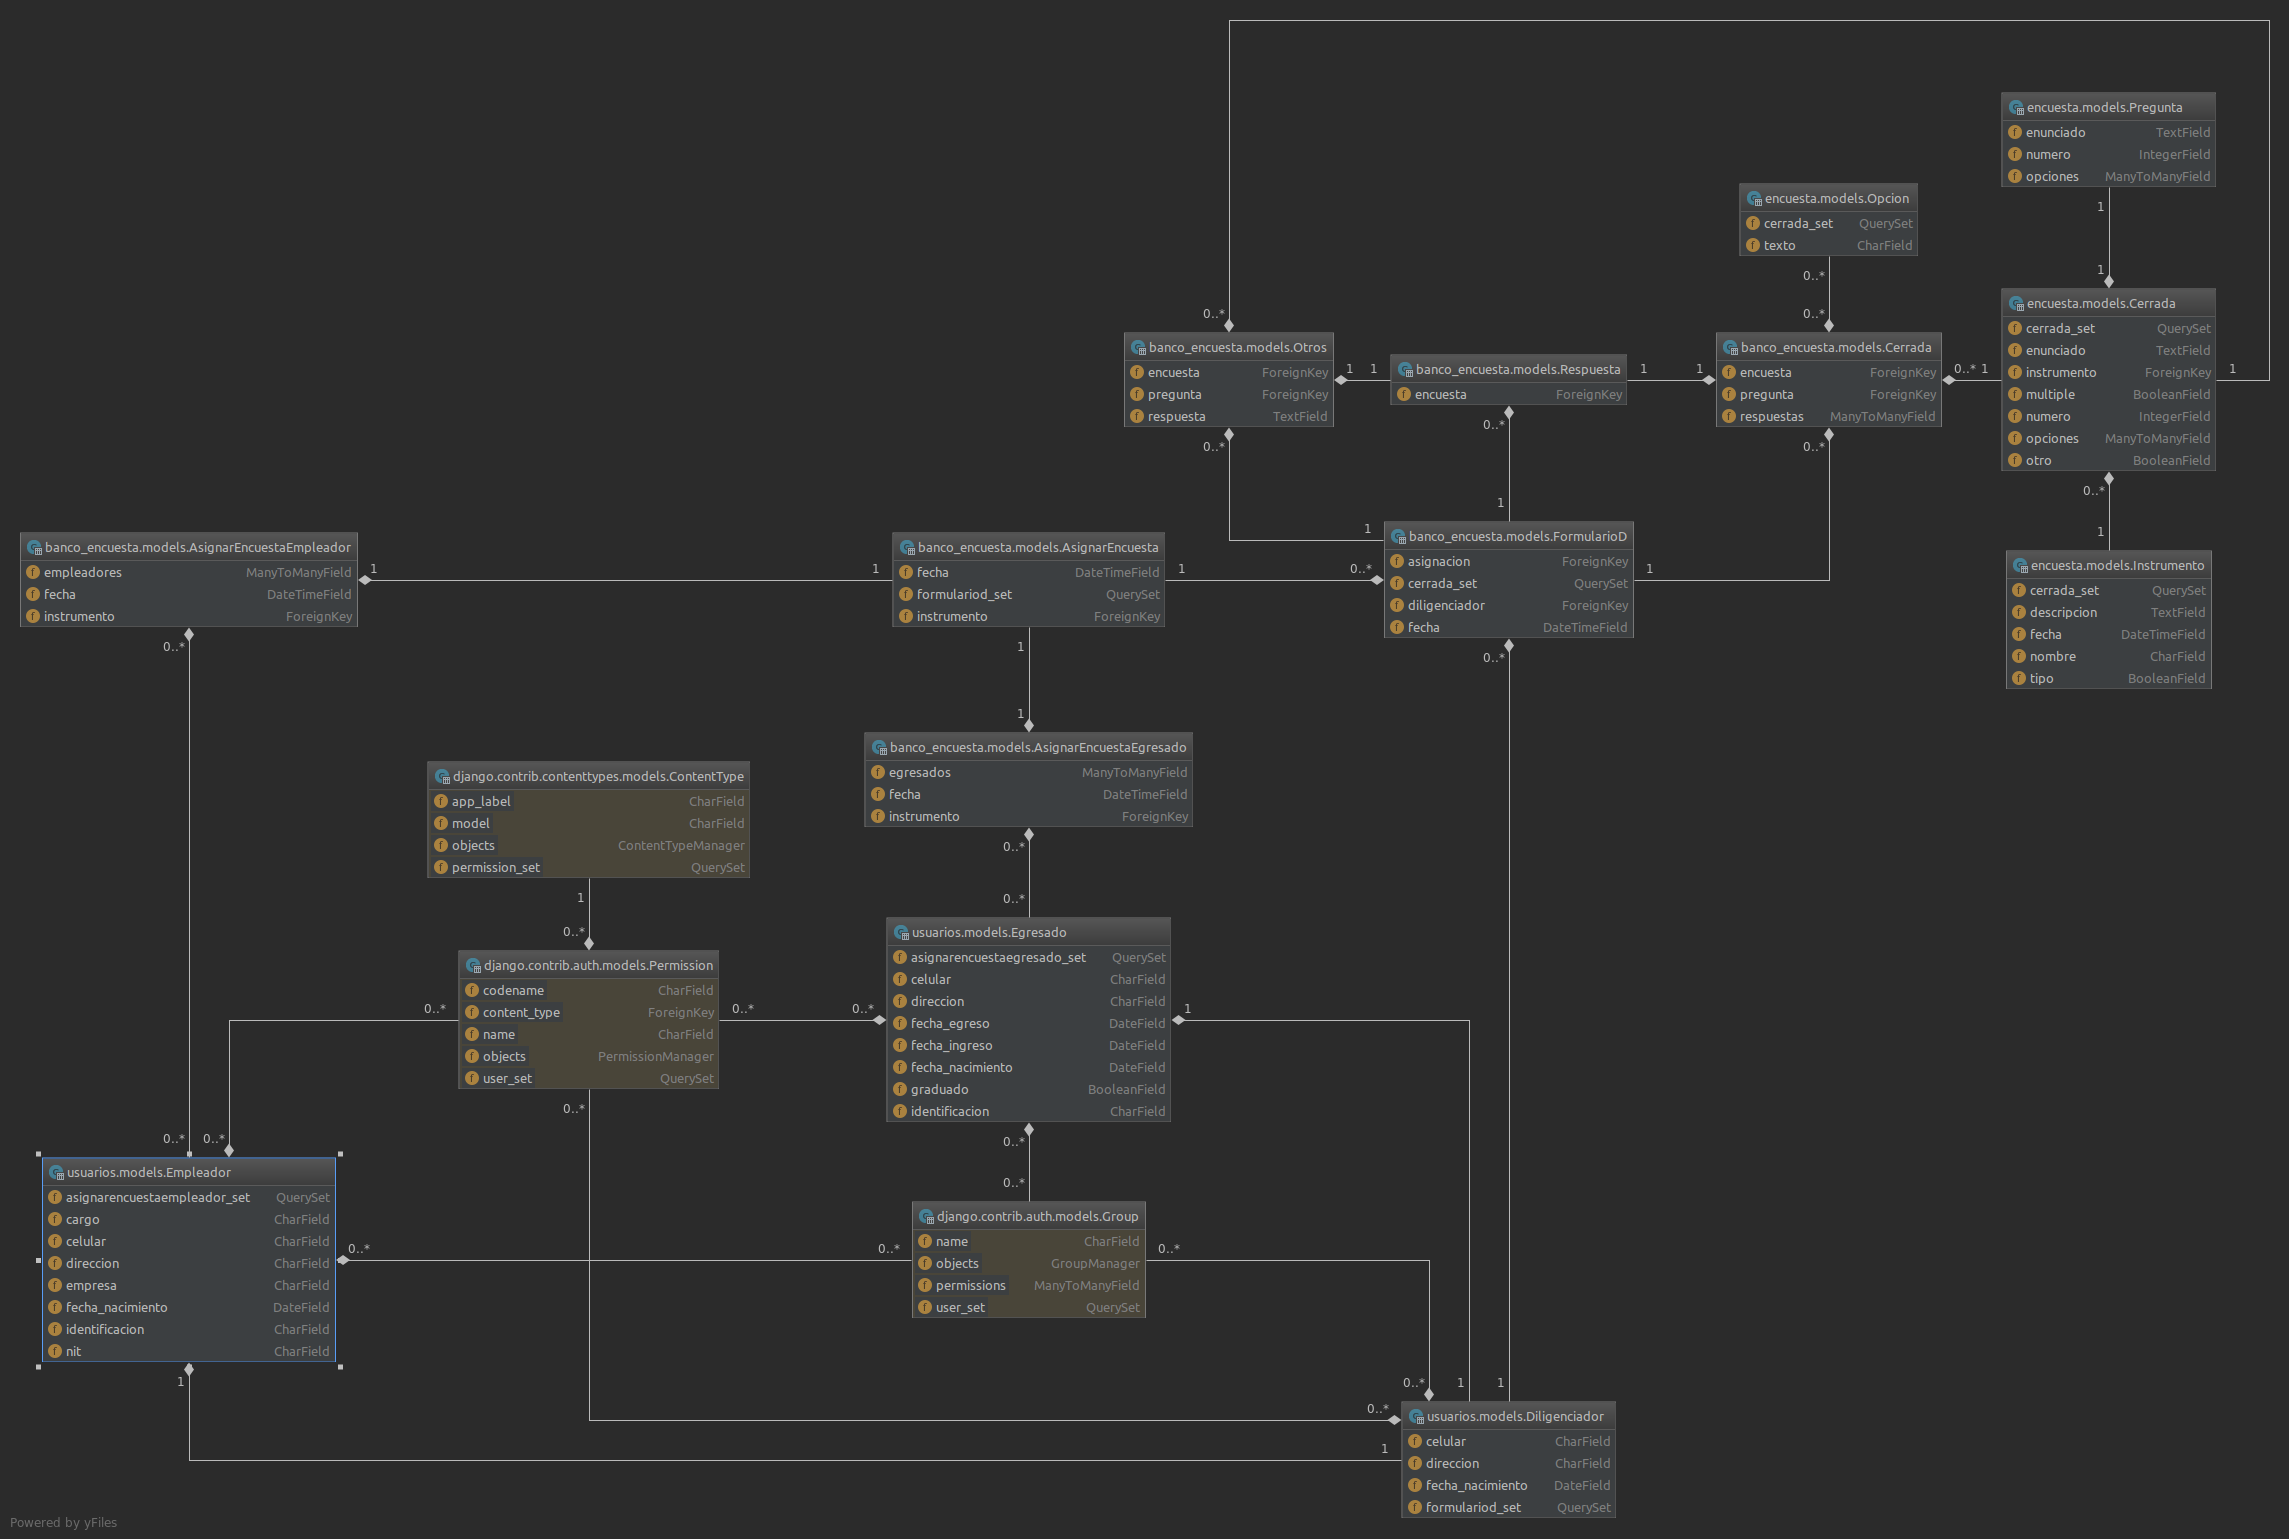 encuesta.models.Pregunta
enunciado TextField
numero IntegerField
opciones ManyToManyField
1
1
encuesta.models.Opcion
cerrada_set QuerySet
texto CharField
0..*
0..*
0..*
banco_encuesta.models.Otros
encuesta ForeignKey
pregunta ForeignKey
respuesta TextField
1 1
0..*
banco_encuesta.models.Respuesta
encuesta ForeignKey
1 1
0..*
1
banco_encuesta.models.Cerrada
encuesta ForeignKey
pregunta ForeignKey
respuestas ManyToManyField
0..* 1
0..*
encuesta.models.Cerrada
cerrada_set QuerySet
enunciado TextField
instrumento ForeignKey
multiple BooleanField
numero IntegerField
opciones ManyToManyField
otro BooleanField
1
0..*
1
encuesta.models.Instrumento
cerrada_set QuerySet
descripcion TextField
fecha DateTimeField
nombre CharField
tipo BooleanField
banco_encuesta.models.AsignarEncuestaEmpleador
empleadores ManyToManyField
fecha DateTimeField
instrumento ForeignKey
1 1
0..*
banco_encuesta.models.AsignarEncuesta
fecha DateTimeField
formulariod_set QuerySet
instrumento ForeignKey
1 0..*
1
1
1
banco_encuesta.models.FormularioD
asignacion ForeignKey
cerrada_set QuerySet
diligenciador ForeignKey
fecha DateTimeField
1
0..*
banco_encuesta.models.AsignarEncuestaEgresado
egresados ManyToManyField
fecha DateTimeField
instrumento ForeignKey
0..*
0..*
django.contrib.contenttypes.models.ContentType
app_label CharField
model CharField
objects ContentTypeManager
permission_set QuerySet
1
0..*
django.contrib.auth.models.Permission
codename CharField
content_type ForeignKey
name CharField
objects PermissionManager
user_set QuerySet
0..*
0..* 0..*
0..*
usuarios.models.Egresado
asignarencuestaegresado_set QuerySet
celular CharField
direccion CharField
fecha_egreso DateField
fecha_ingreso DateField
fecha_nacimiento DateField
graduado BooleanField
identificacion CharField
1
0..*
0..*
0..* 0..*
usuarios.models.Empleador
asignarencuestaempleador_set QuerySet
cargo CharField
celular CharField
direccion CharField
empresa CharField
fecha_nacimiento DateField
identificacion CharField
nit CharField
0..* 0..*
1
django.contrib.auth.models.Group
name CharField
objects GroupManager
permissions ManyToManyField
user_set QuerySet
0..*
0..* 1 1
0..*
1
usuarios.models.Diligenciador
celular CharField
direccion CharField
fecha_nacimiento DateField
formulariod_set QuerySet
Powered by yFiles